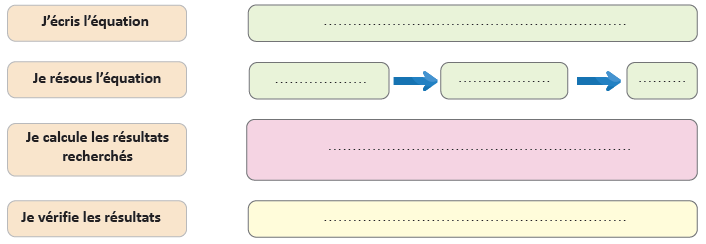 J'écris l'équation
................................................................
Je résous l'équation
................... ................... ..........
Je calcule les résultats
recherchés
................................................................
Je vérifie les résultats
................................................................